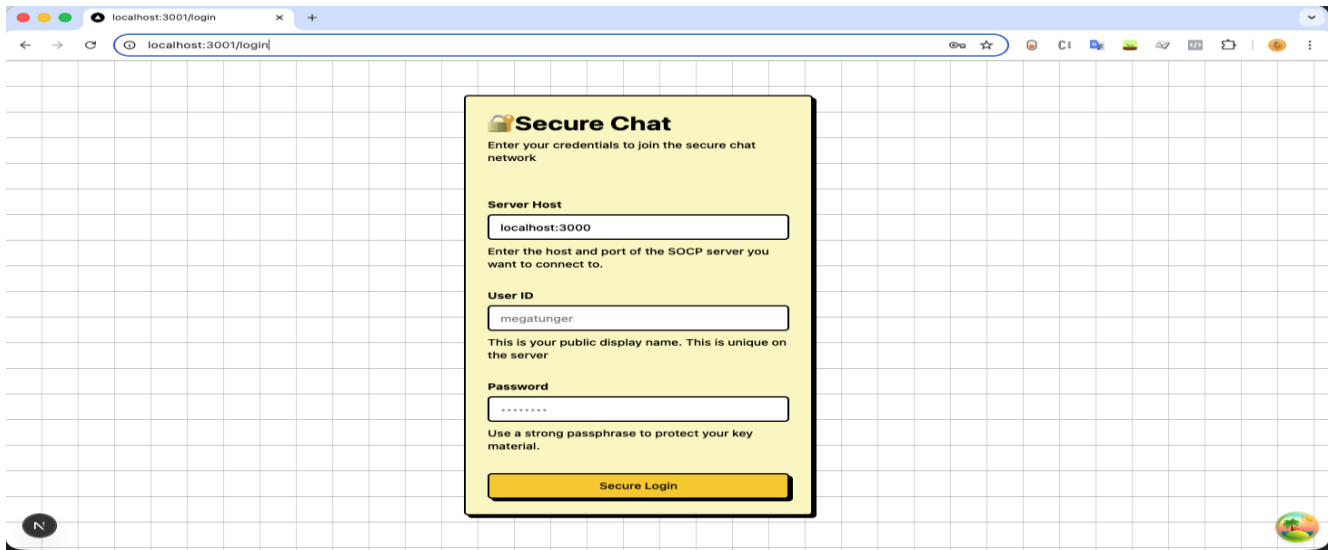 localhost:3001/login
localhost:3001/login
Secure Chat
Enter your credentials to join the secure chat
network
Server Host
localhost:3000
Enter the host and port of the SOCP server you
want to connect to.
User ID
megatunger
This is your public display name. This is unique on
the server
Password
Use a strong passphrase to protect your key
material.
Secure Login
N